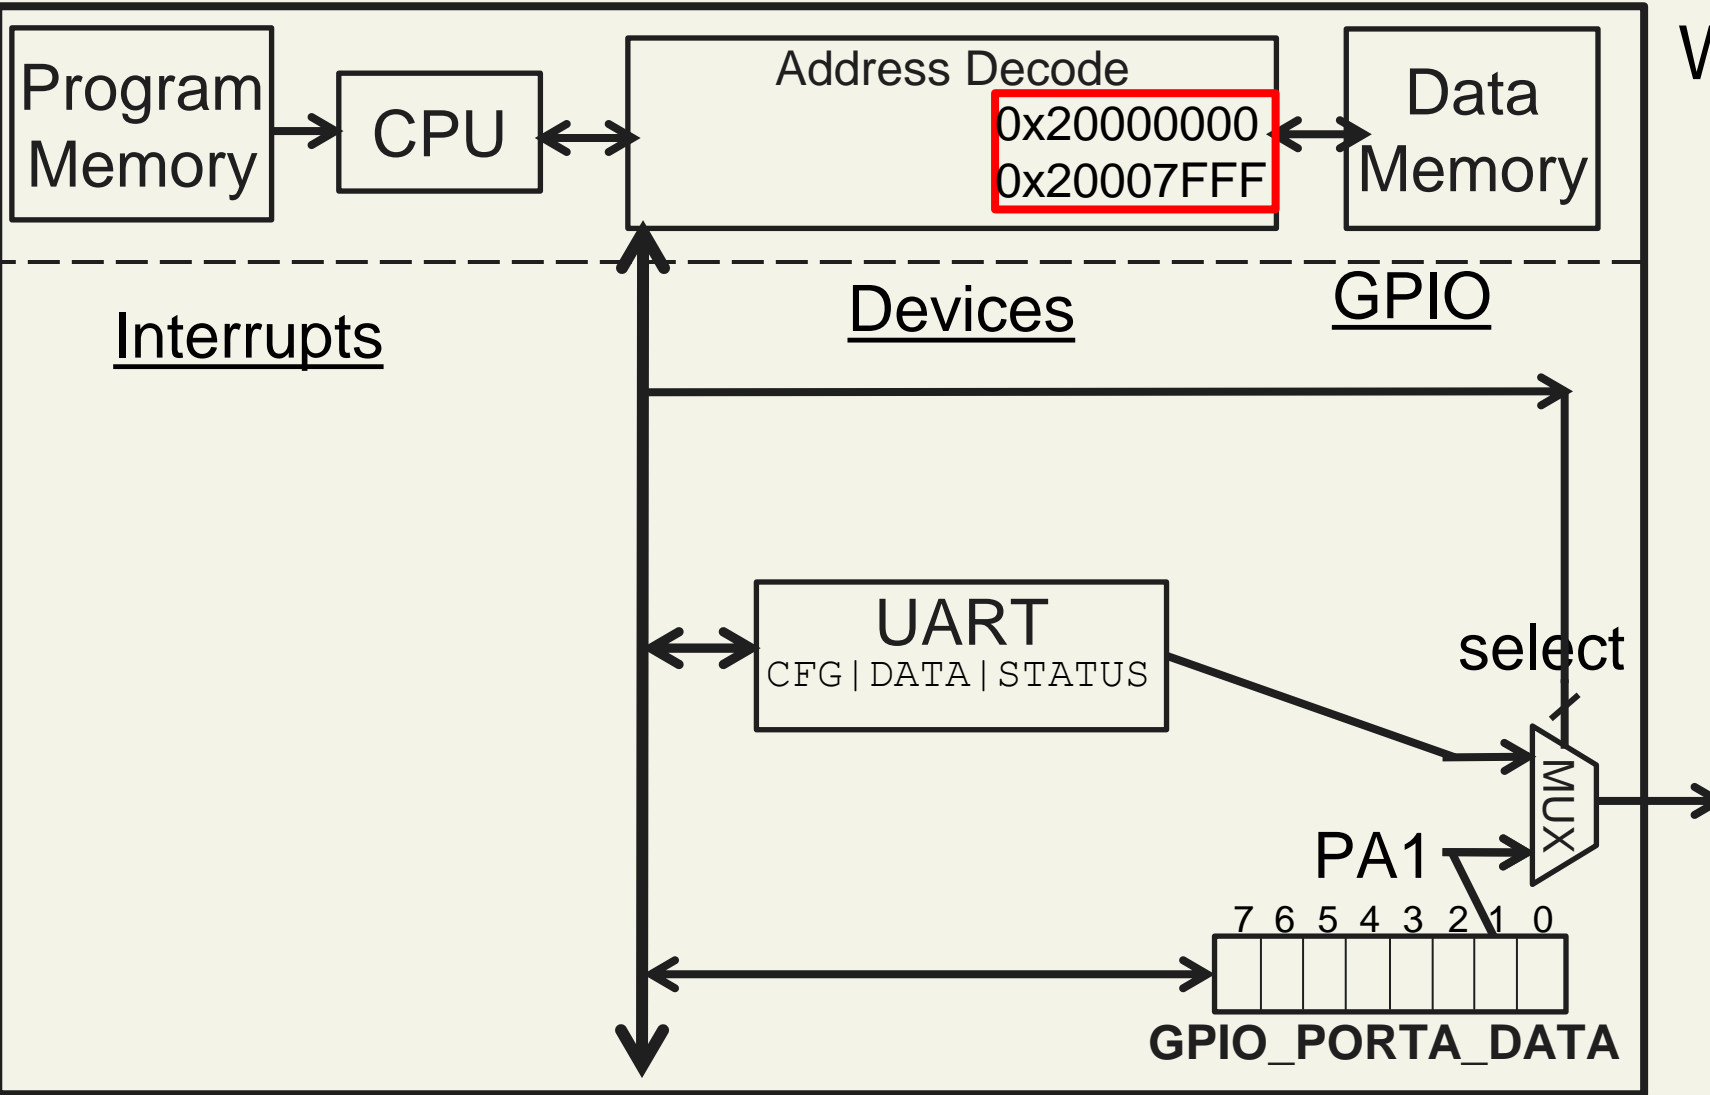 Program
Memory
CPU
Address Decode
0x20000000
0x20007FFF
Data
Memory
Interrupts
Devices
GPIO
UART
CFG|DATA|STATUS
select
MUX
PA1
7 6 5 4 3 2 1 0
GPIO_PORTA_DATA